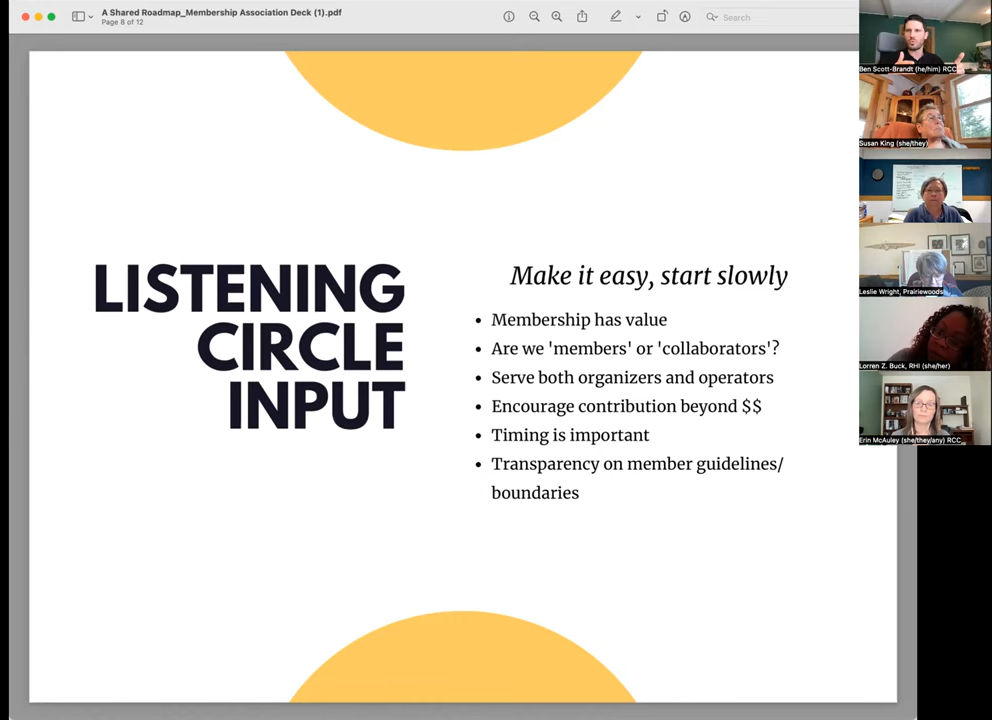 A Shared Roadmap_Membership Association Deck (1).pdf
Page 8 of 12
Search
LISTENING
CIRCLE
INPUT
Make it easy, start slowly
• Membership has value
• Are we 'members' or 'collaborators'?
• Serve both organizers and operators
• Encourage contribution beyond $$
• Timing is important
• Transparency on member guidelines/
boundaries
Ben Scott-Brandt (he/him) RCC
Susan King (she/they)
Leslie Wright, Prairiewoods
Lorren Z. Buck, RHI (she/her)
Erin McAuley (she/they/any) RCC...